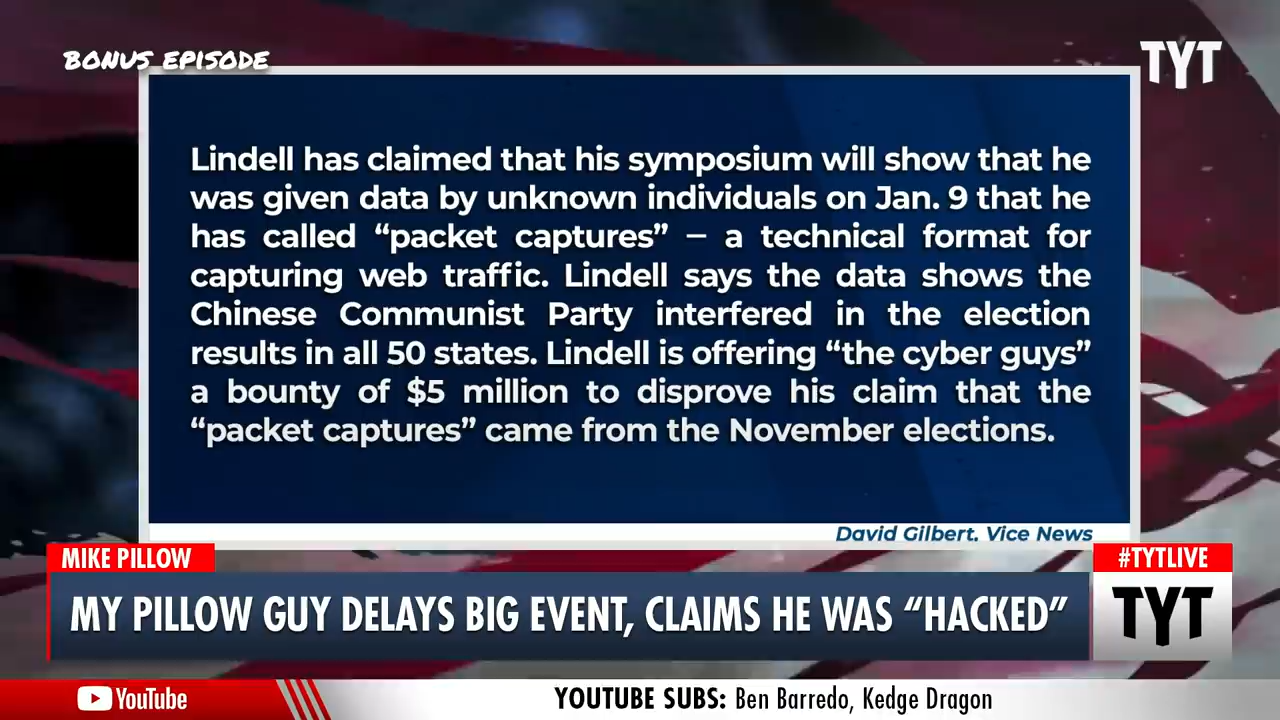 BONUS EPISODE
TYT
Lindell has claimed that his symposium will show that he
was given data by unknown individuals on Jan. 9 that he
has called “packet captures” – a technical format for
capturing web traffic. Lindell says the data shows the
Chinese Communist Party interfered in the election
results in all 50 states. Lindell is offering “the cyber guys”
a bounty of $5 million to disprove his claim that the
“packet captures” came from the November elections.
David Gilbert, Vice News
MIKE PILLOW
#TYTLIVE
MY PILLOW GUY DELAYS BIG EVENT, CLAIMS HE WAS “HACKED”
TYT
YouTube
YOUTUBE SUBS: Ben Barredo, Kedge Dragon